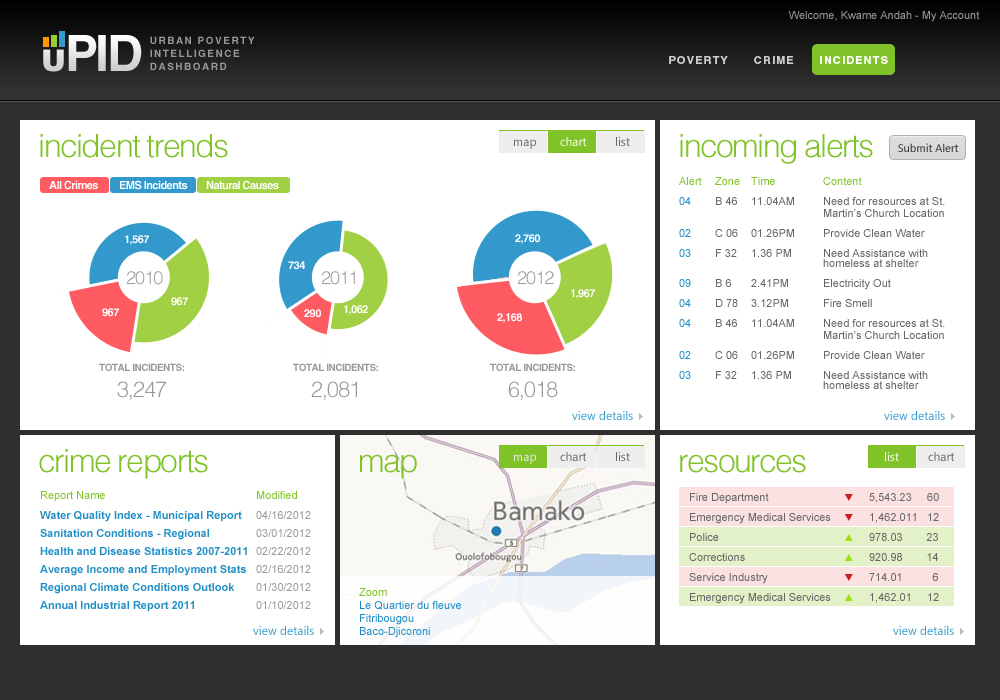 Welcome, Kwame Andah - My Account
uPID
URBAN POVERTY
INTELLIGENCE
DASHBOARD
POVERTY CRIME INCIDENTS
incident trends
map chart list
All Crimes EMS Incidents Natural Causes
1,567
967
967
2010
734
290
1,062
2011
2,760
1,967
2,168
2012
TOTAL INCIDENTS: TOTAL INCIDENTS: TOTAL INCIDENTS:
3,247 2,081 6,018
view details
incoming alerts
Submit Alert
Alert Zone Time Content
04 B 46 11.04AM Need for resources at St.
Martin's Church Location
02 C 06 01.26PM Provide Clean Water
03 F 32 1.36 PM Need Assistance with
homeless at shelter
09 B 6 2.41PM Electricity Out
04 D 78 3.12PM Fire Smell
04 B 46 11.04AM Need for resources at St.
Martin's Church Location
02 C 06 01.26PM Provide Clean Water
03 F 32 1.36 PM Need Assistance with
homeless at shelter
view details
crime reports
Report Name Modified
Water Quality Index - Municipal Report 04/16/2012
Sanitation Conditions - Regional 03/01/2012
Health and Disease Statistics 2007-2011 02/22/2012
Average Income and Employment Stats 02/16/2012
Regional Climate Conditions Outlook 01/30/2012
Annual Industrial Report 2011 01/10/2012
view details
map
map chart list
Bamako
Ouolofobougou
Zoom
Le Quartier du fleuve
Fitribougou
Baco-Djicoroni
resources
list chart
Fire Department ▼ 5,543.23 60
Emergency Medical Services ▼ 1,462.011 12
Police ▲ 978.03 23
Corrections ▲ 920.98 14
Service Industry ▼ 714.01 6
Emergency Medical Services ▲ 1,462.01 12
view details